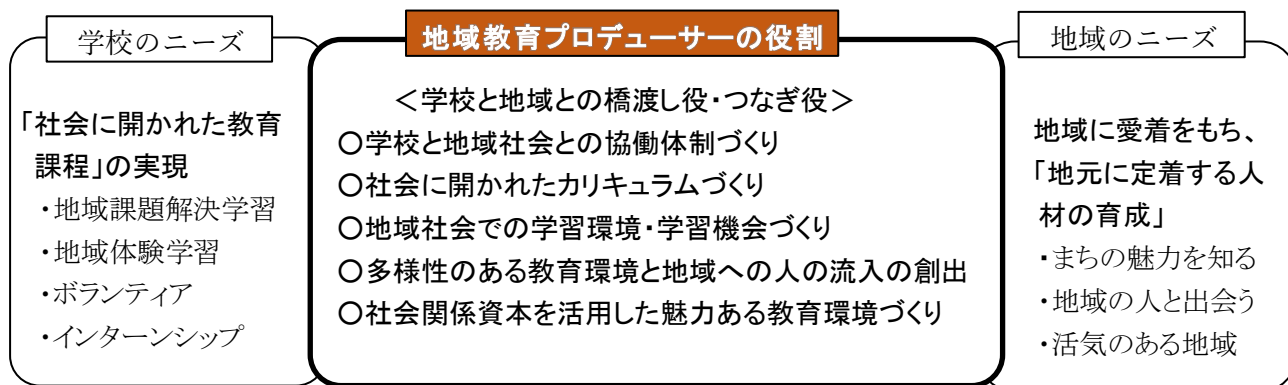 学校のニーズ
「社会に開かれた教育
課程」の実現
・地域課題解決学習
・地域体験学習
・ボランティア
・インターンシップ
地域教育プロデューサーの役割
＜学校と地域との橋渡し役・つなぎ役＞
○学校と地域社会との協働体制づくり
○社会に開かれたカリキュラムづくり
○地域社会での学習環境・学習機会づくり
○多様性のある教育環境と地域への人の流入の創出
○社会関係資本を活用した魅力ある教育環境づくり
地域のニーズ
地域に愛着をもち、
「地元に定着する人
材の育成」
・まちの魅力を知る
・地域の人と出会う
・活気のある地域